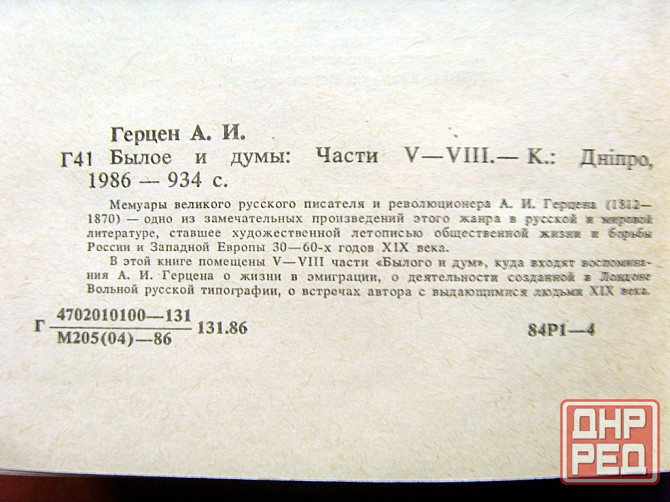 Герцен А. И.
Г41 Былое и думы: Части V—VIII.— К.: Дніпро,
1986 — 934 с.
Мемуары великого русского писателя и революционера А. И. Герцена (1812—
1870) — одно из замечательных произведений этого жанра в русской и мировой
литературе, ставшее художественной летописью общественной жизни и борьбы
России и Западной Европы 30—60-х годов XIX века.
В этой книге помещены V—VIII части «Былого и дум», куда входят воспомина-
ния А. И. Герцена о жизни в эмиграции, о деятельности созданной в Лондоне
Вольной русской типографии, о встречах автора с выдающимися людьми XIX века.
Г 4702010100—131
М205(04)—86 131.86 84Р1—4
ДНР
РЕД